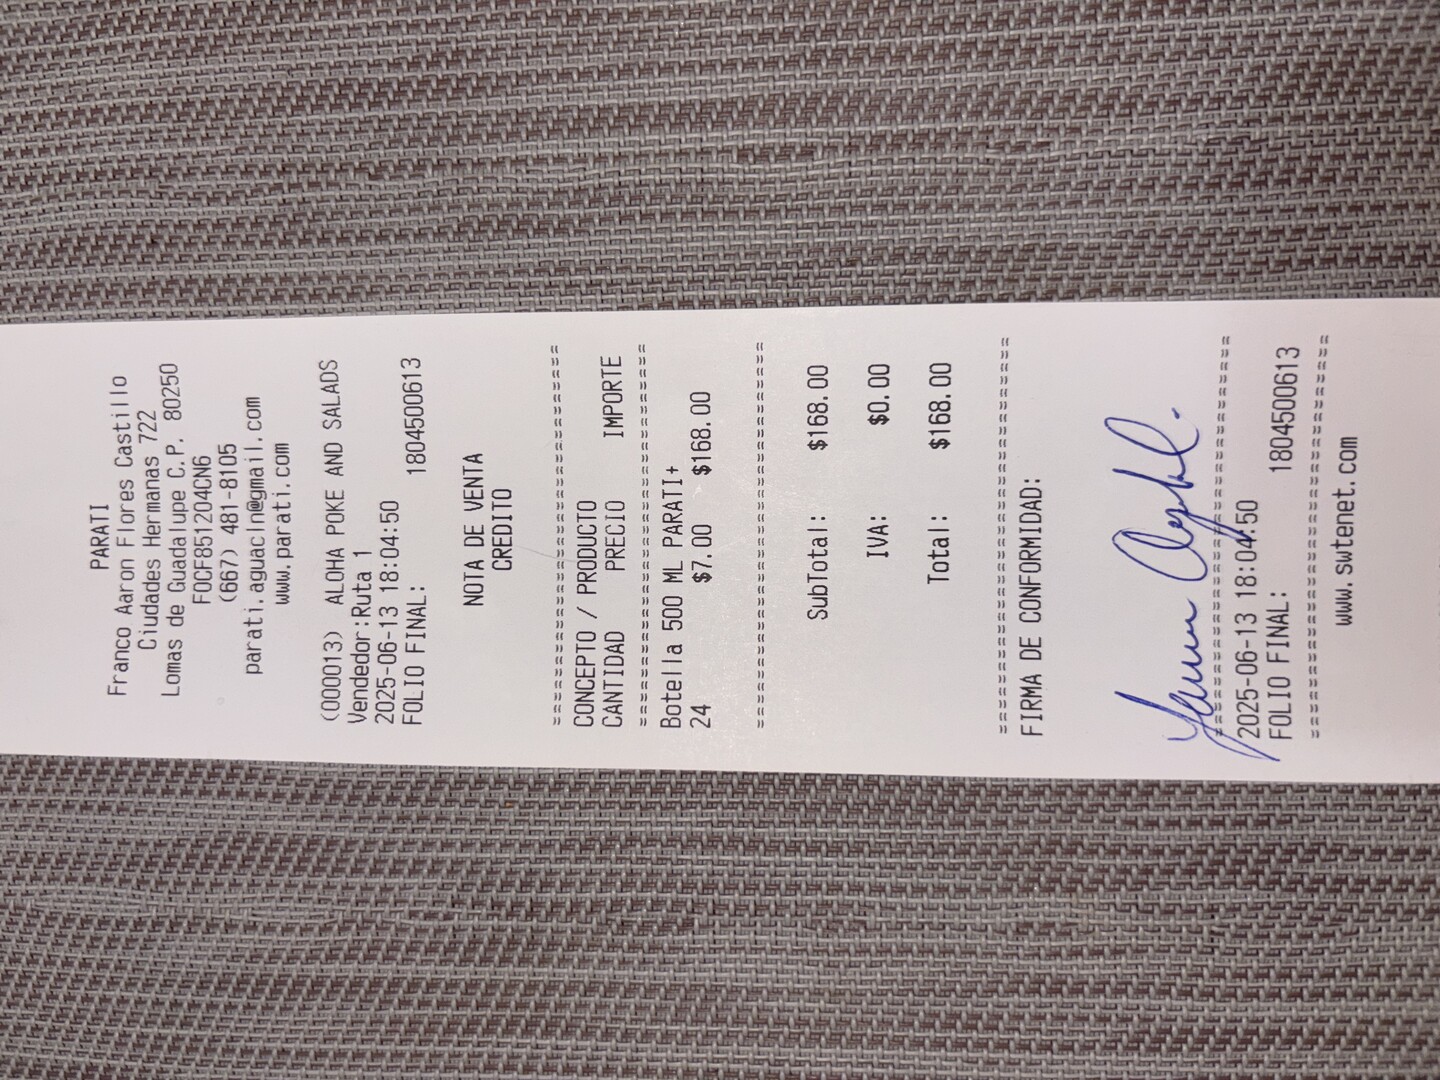 PARATI
Franco Aaron Flores Castillo
Ciudades Hermanas 722
Lomas de Guadalupe C.P. 80250
FOCF851204CN6
(667) 481-8105
parati.aguacln@gmail.com
www.parati.com
(000013) ALOHA POKE AND SALADS
Vendedor:Ruta 1
2025-06-13 18:04:50
FOLIO FINAL: 1804500613
NOTA DE VENTA
CREDITO
==============================
CONCEPTO / PRODUCTO
CANTIDAD PRECIO IMPORTE
==============================
Botella 500 ML PARATI+
24 $7.00 $168.00
==============================
SubTotal: $168.00
IVA: $0.00
Total: $168.00
==============================
FIRMA DE CONFORMIDAD:
==============================
2025-06-13 18:04:50
FOLIO FINAL: 1804500613
==============================
www.swtenet.com